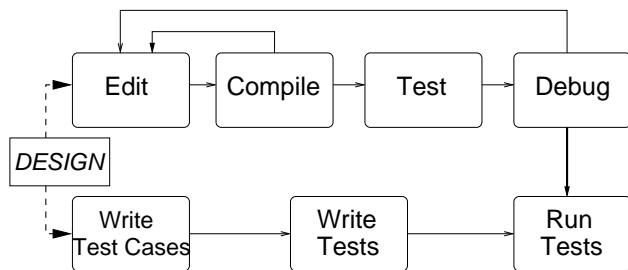 Edit
Compile
Test
Debug
DESIGN
Write
Test Cases
Write
Tests
Run
Tests